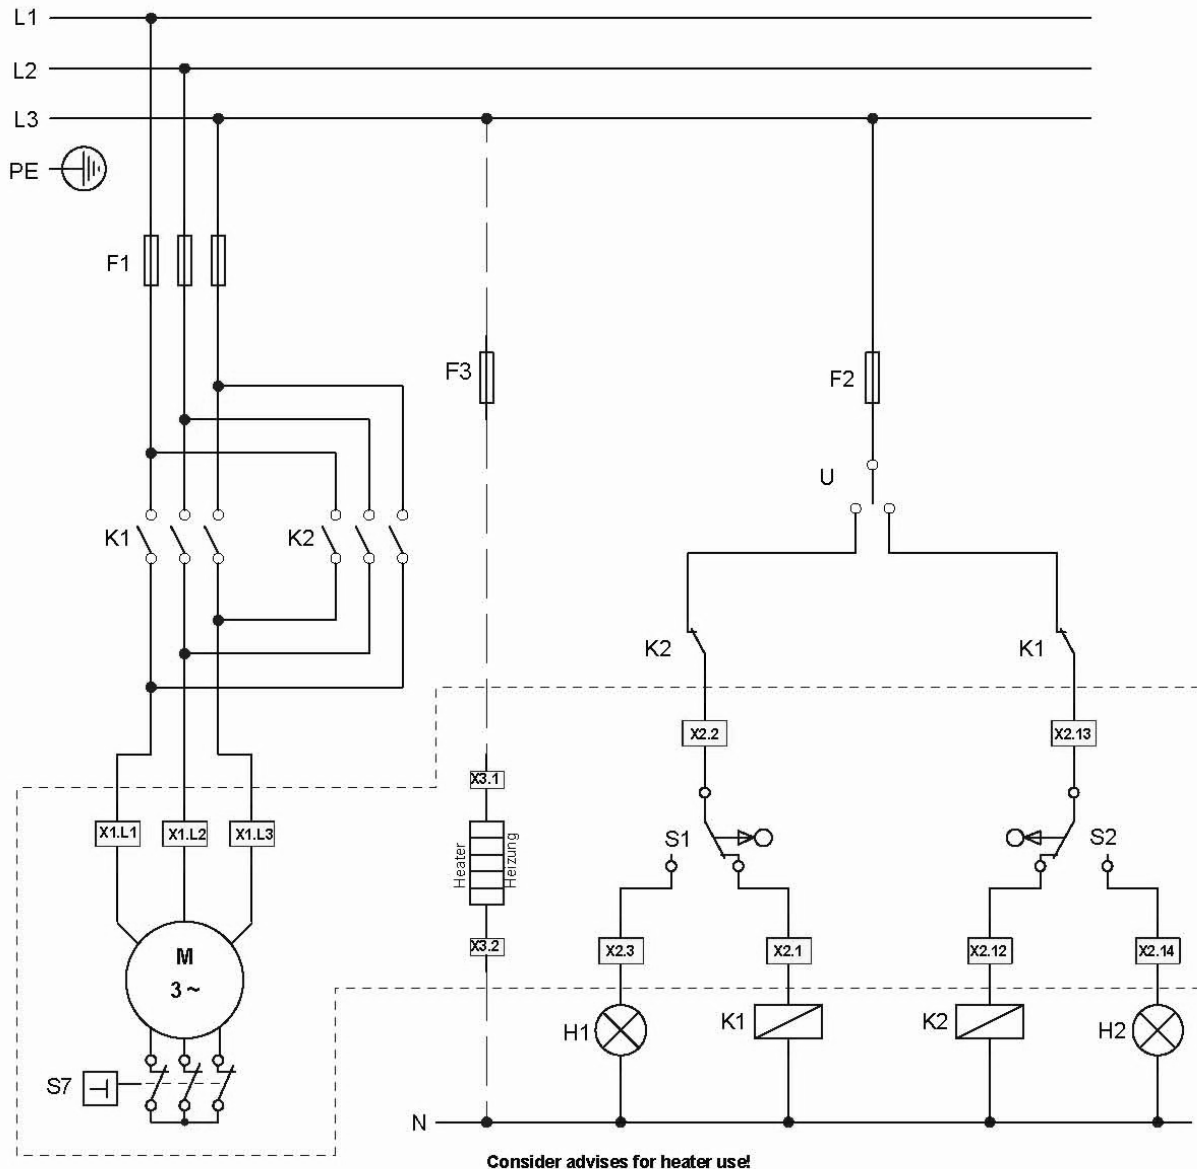 L1
L2
L3
PE
F1
F3
F2
U
K1
K2
K2
K1
X2.2
X2.13
X3.1
X1.L1
X1.L2
X1.L3
S1
S2
Heater
Heizung
X3.2
X2.3
X2.1
X2.12
X2.14
M
3 ~
H1
K1
K2
H2
S7
N
Consider advises for heater use!